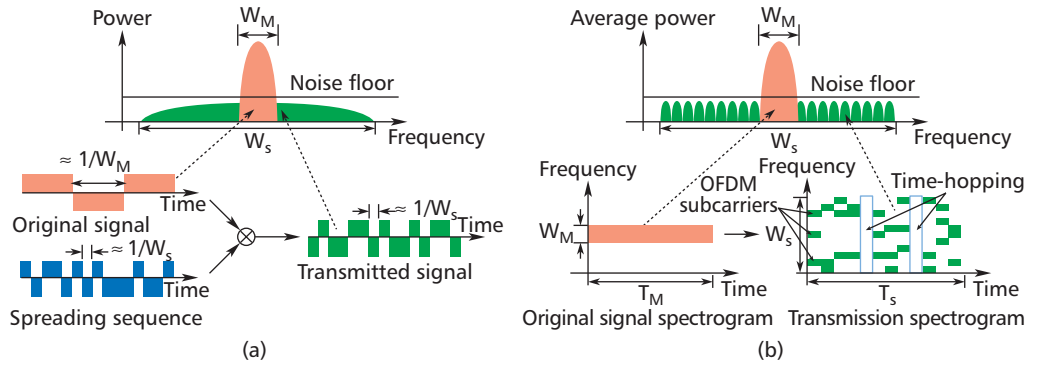 Power
W_M
Noise floor
Frequency
W_s
≈ 1/W_M
Time
Original signal
≈ 1/W_s
Time
Spreading sequence
≈ 1/W_s
Time
Transmitted signal
(a)
Average power
W_M
Noise floor
Frequency
W_s
Frequency
W_M
T_M
Time
Original signal spectrogram
Frequency
OFDM
subcarriers
Time-hopping
W_s
T_s
Time
Transmission spectrogram
(b)